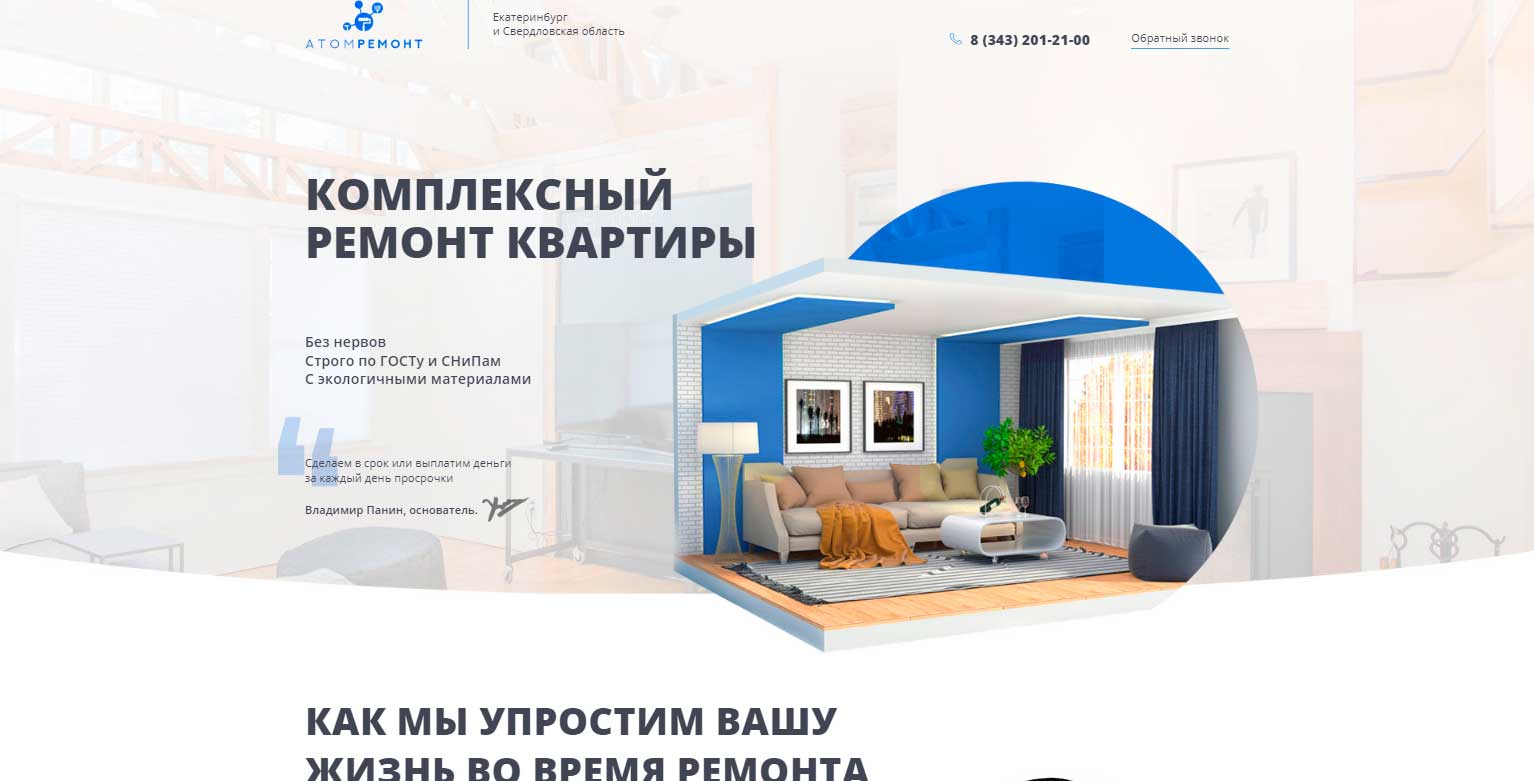 АТОМРЕМОНТ
Екатеринбург
и Свердловская область
8 (343) 201-21-00
Обратный звонок
КОМПЛЕКСНЫЙ
РЕМОНТ КВАРТИРЫ
Без нервов
Строго по ГОСТу и СНиПам
С экологичными материалами
Сделаем в срок или выплатим деньги
за каждый день просрочки
Владимир Панин, основатель.
КАК МЫ УПРОСТИМ ВАШУ
ЖИЗНЬ ВО ВРЕМЯ РЕМОНТА